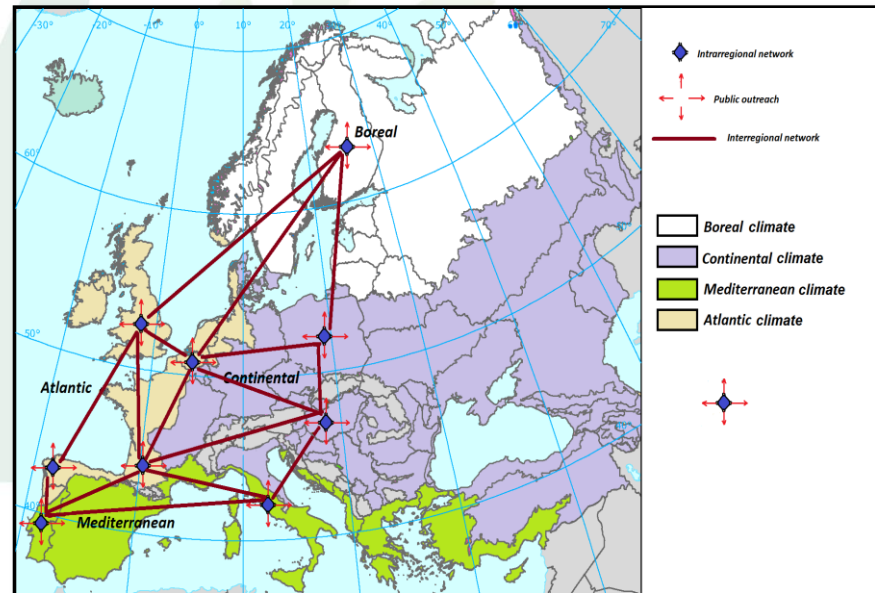 -30°
-20°
-10°
0°
10°
20°
30°
60°
70°
Boreal
60°
50°
Atlantic
Continental
40°
Mediterranean
Intrarregional network
Public outreach
Interregional network
Boreal climate
Continental climate
Mediterranean climate
Atlantic climate